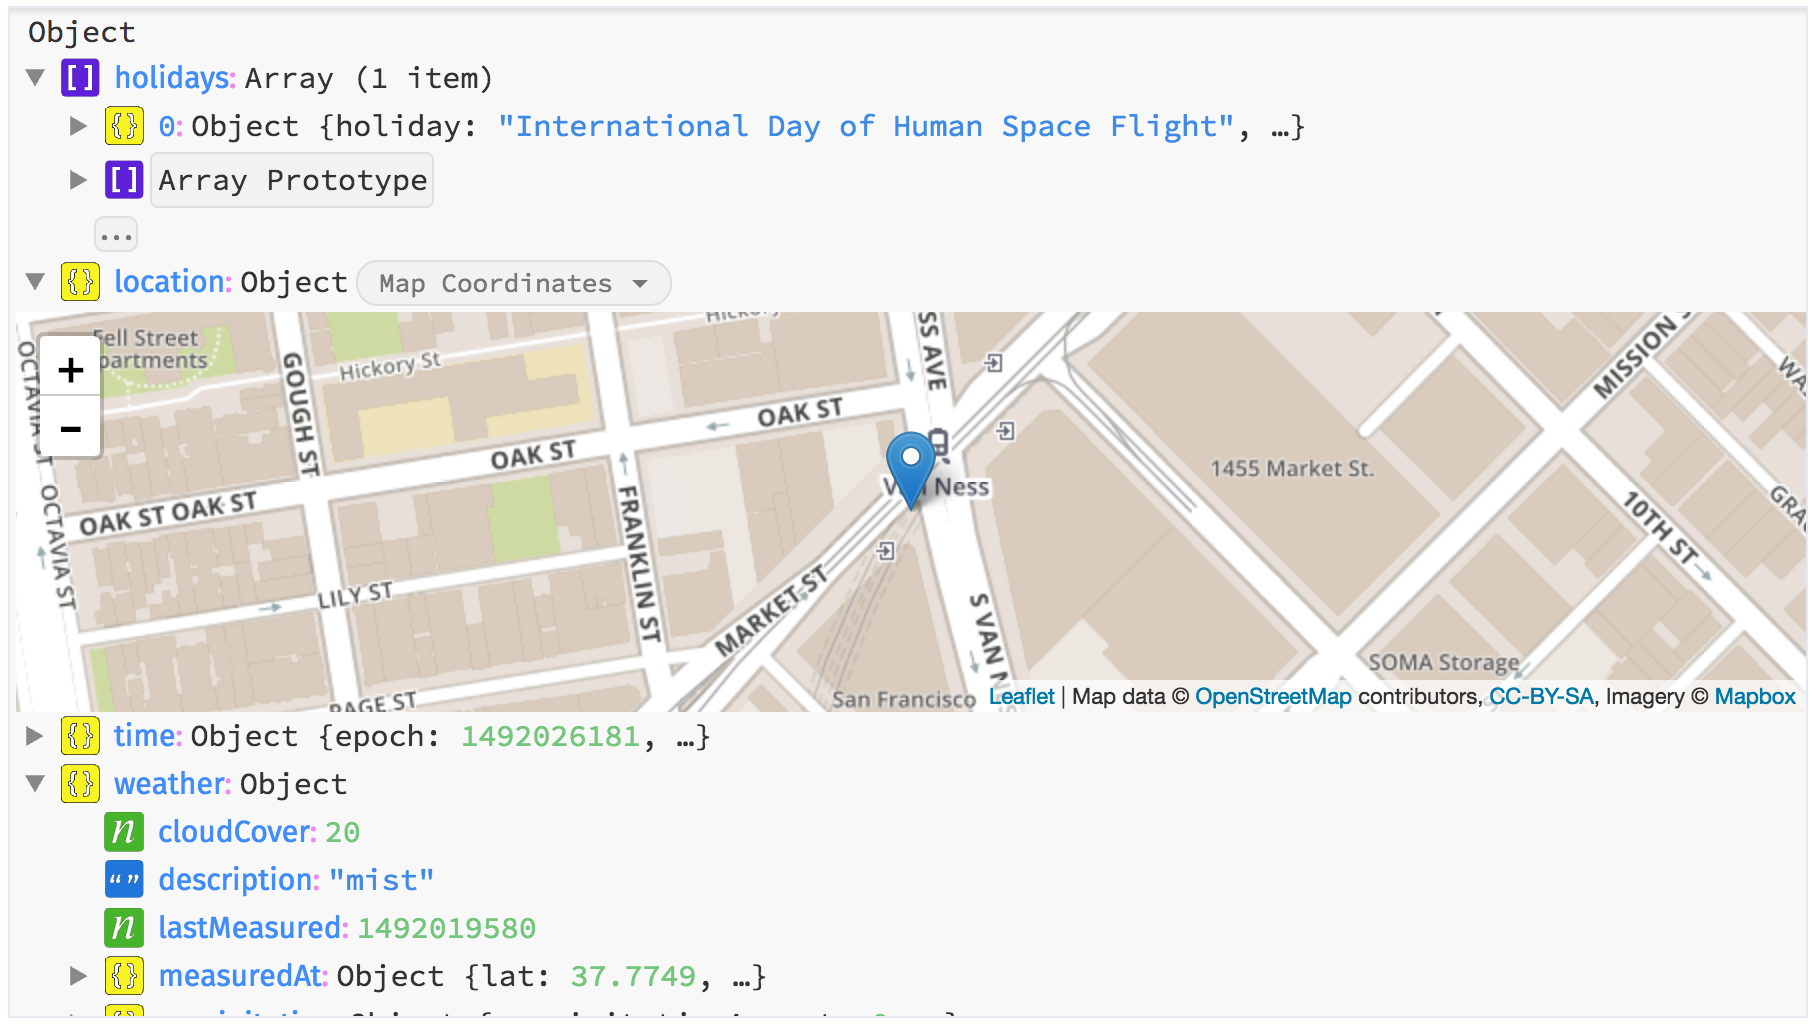 Object
[] holidays: Array (1 item)
{} 0: Object {holiday: "International Day of Human Space Flight", …}
[] Array Prototype
...
{} location: Object Map Coordinates
Fell Street
partments
+
−
OCTAVIA ST
OCTAVIA ST
GOUGH ST
Hickory St
SS AVE
OAK ST
OAK ST
OAK ST OAK ST
FRANKLIN ST
LILY ST
MARKET ST
PAGE ST
Ness
S VAN N
1455 Market St.
MISSION S
10TH ST
SOMA Storage
San Francisco
Leaflet | Map data © OpenStreetMap contributors, CC-BY-SA, Imagery © Mapbox
{} time: Object {epoch: 1492026181, …}
{} weather: Object
n cloudCover: 20
“” description: "mist"
n lastMeasured: 1492019580
{} measuredAt: Object {lat: 37.7749, …}